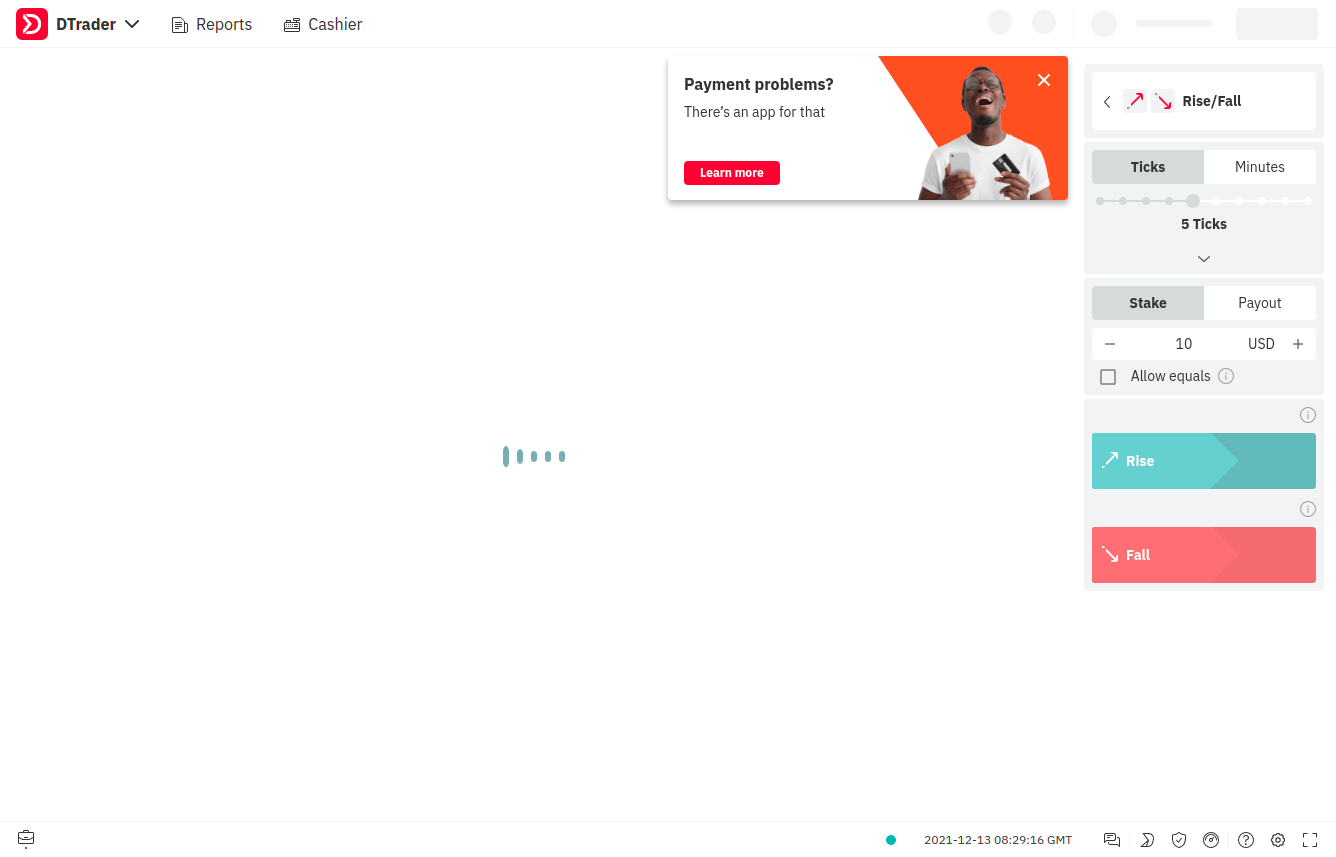 DTrader
Reports
Cashier
Payment problems?
There's an app for that
Learn more
Rise/Fall
Ticks
Minutes
5 Ticks
Stake
Payout
10
USD
Allow equals
Rise
Fall
2021-12-13 08:29:16 GMT